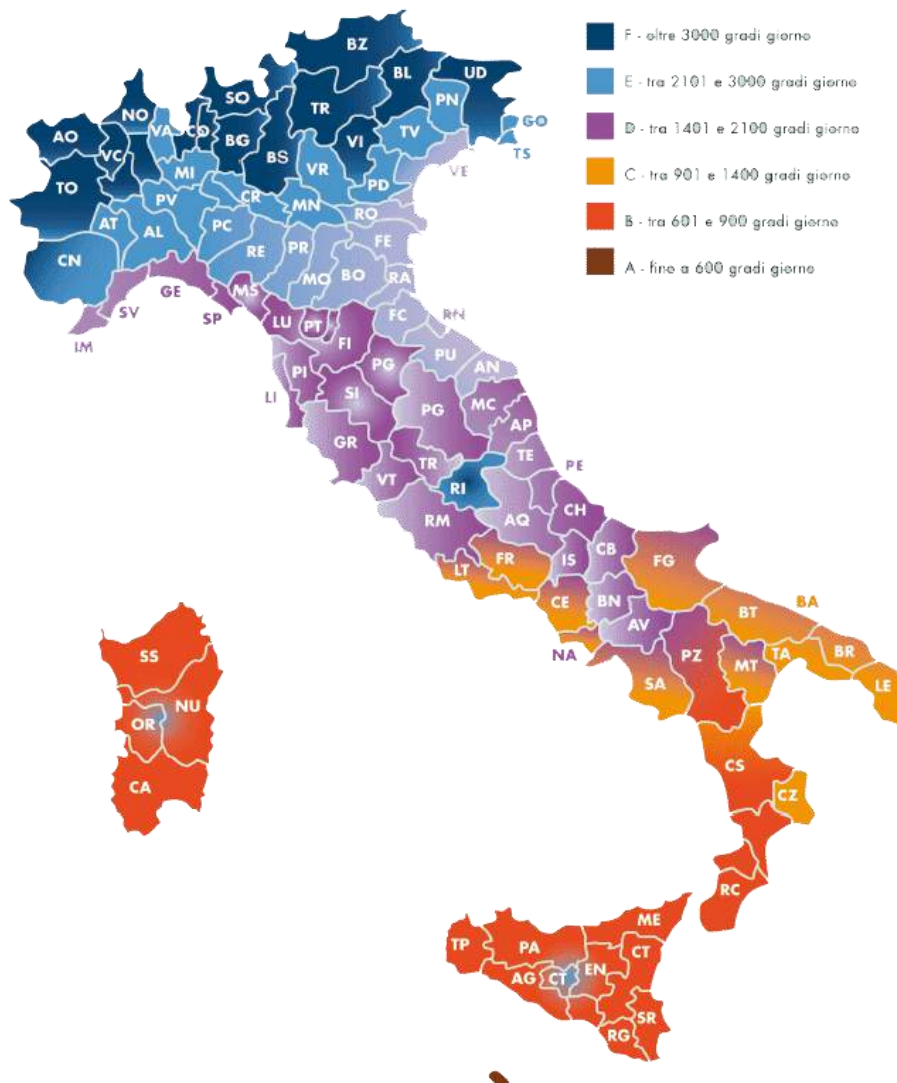 F - oltre 3000 gradi giorno
E - tra 2101 e 3000 gradi giorno
D - tra 1401 e 2100 gradi giorno
C - tra 901 e 1400 gradi giorno
B - tra 601 e 900 gradi giorno
A - fino a 600 gradi giorno
BZ
BL
UD
SO
TR
PN
NO
VA
CO
BG
GO
AO
VC
BS
VI
TV
TS
TO
MI
VR
PD
VE
PV
CR
MN
RO
AT
AL
PC
RE
PR
FE
CN
MO
BO
RA
GE
MS
SV
SP
LU
PT
FC
RN
IM
FI
PU
PI
PG
AN
LI
SI
PG
MC
AP
GR
TR
TE
PE
VT
RI
RM
AQ
CH
FR
IS
CB
FG
LT
CE
BN
BT
BA
AV
NA
PZ
MT
TA
BR
SA
LE
SS
NU
OR
CA
CS
CZ
RC
ME
TP
PA
CT
AG
CT
EN
SR
RG